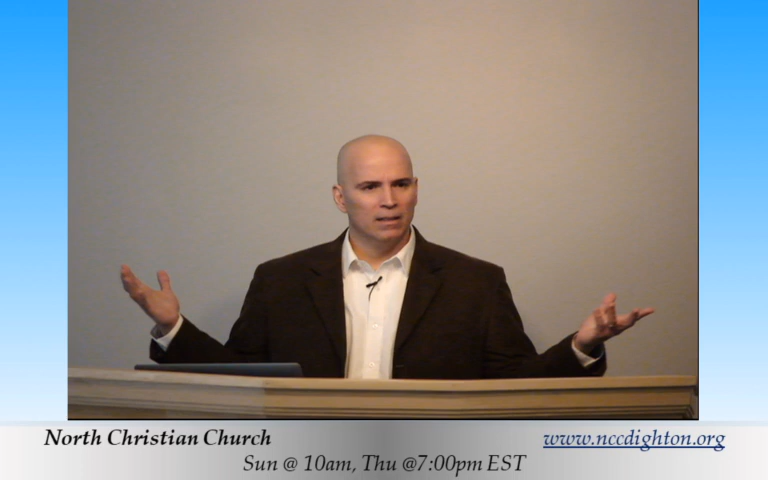 North Christian Church
www.nccdighton.org
Sun @ 10am, Thu @7:00pm EST